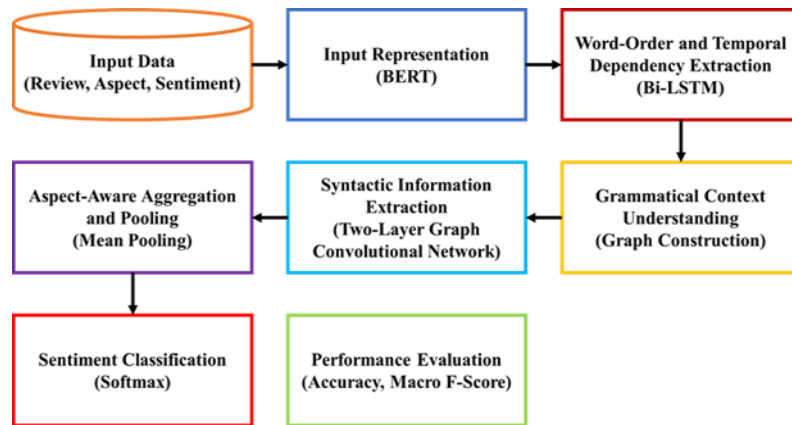 Input Data
(Review, Aspect, Sentiment)
Input Representation
(BERT)
Word-Order and Temporal
Dependency Extraction
(Bi-LSTM)
Aspect-Aware Aggregation
and Pooling
(Mean Pooling)
Syntactic Information
Extraction
(Two-Layer Graph
Convolutional Network)
Grammatical Context
Understanding
(Graph Construction)
Sentiment Classification
(Softmax)
Performance Evaluation
(Accuracy, Macro F-Score)